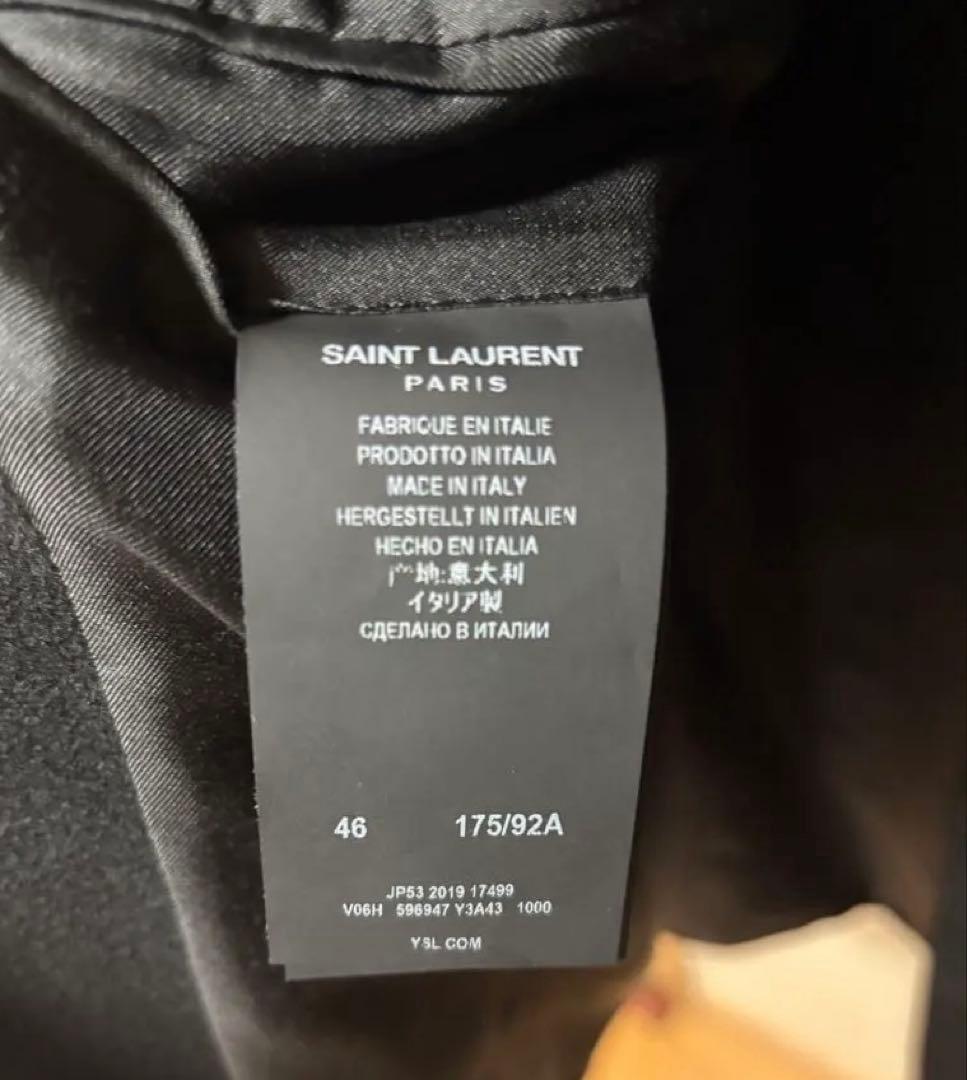 SAINT LAURENT
PARIS
FABRIQUE EN ITALIE
PRODOTTO IN ITALIA
MADE IN ITALY
HERGESTELLT IN ITALIEN
HECHO EN ITALIA
产地:意大利
イタリア製
СДЕЛАНО В ИТАЛИИ
46 175/92A
JP53 2019 17499
V06H 596947 Y3A43 1000
YSL.COM